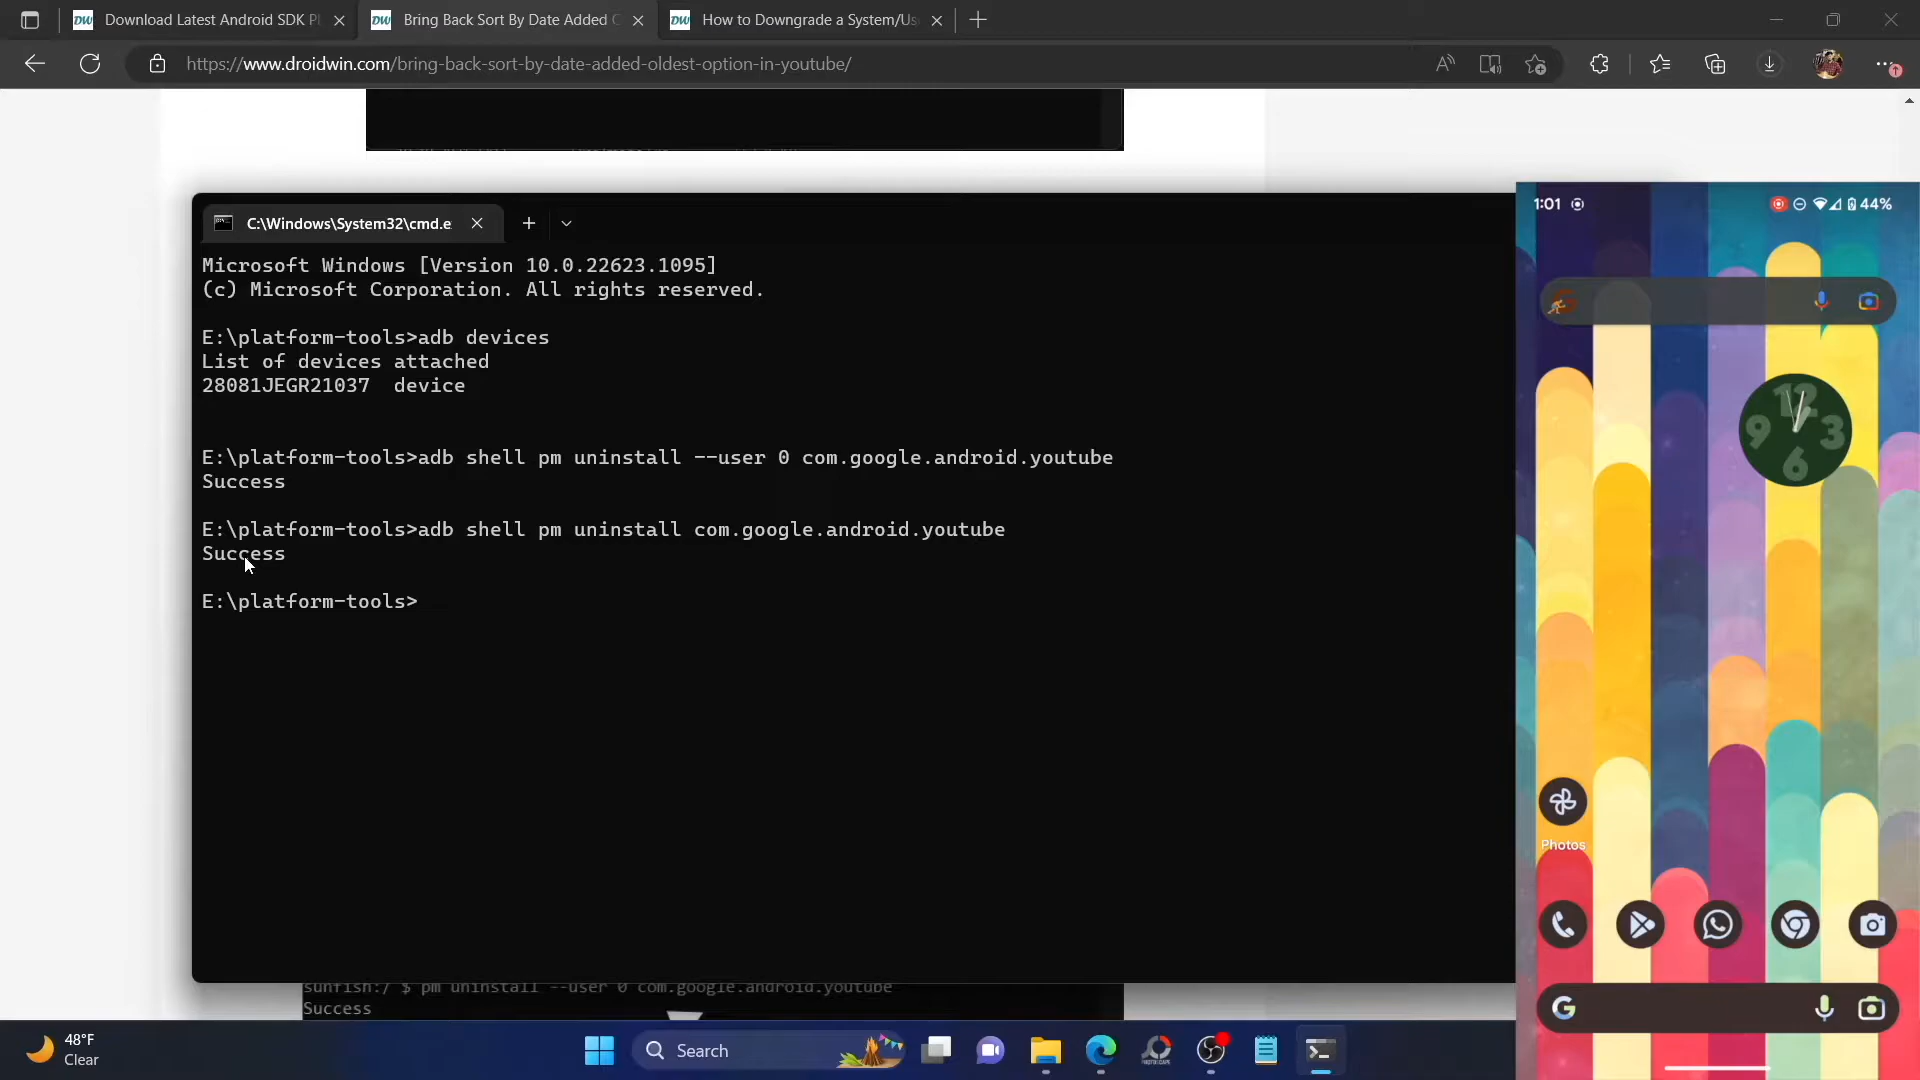 Download Latest Android SDK Pl
Bring Back Sort By Date Added O
How to Downgrade a System/Us
https://www.droidwin.com/bring-back-sort-by-date-added-oldest-option-in-youtube/
C:\Windows\System32\cmd.e
Microsoft Windows [Version 10.0.22623.1095]
(c) Microsoft Corporation. All rights reserved.
E:\platform-tools>adb devices
List of devices attached
28081JEGR21037 device
E:\platform-tools>adb shell pm uninstall --user 0 com.google.android.youtube
Success
E:\platform-tools>adb shell pm uninstall com.google.android.youtube
Success
E:\platform-tools>
1:01
44%
12
9 3
6
Photos
sunfish:/ $ pm uninstall --user 0 com.google.android.youtube
Success
48°F
Clear
Search